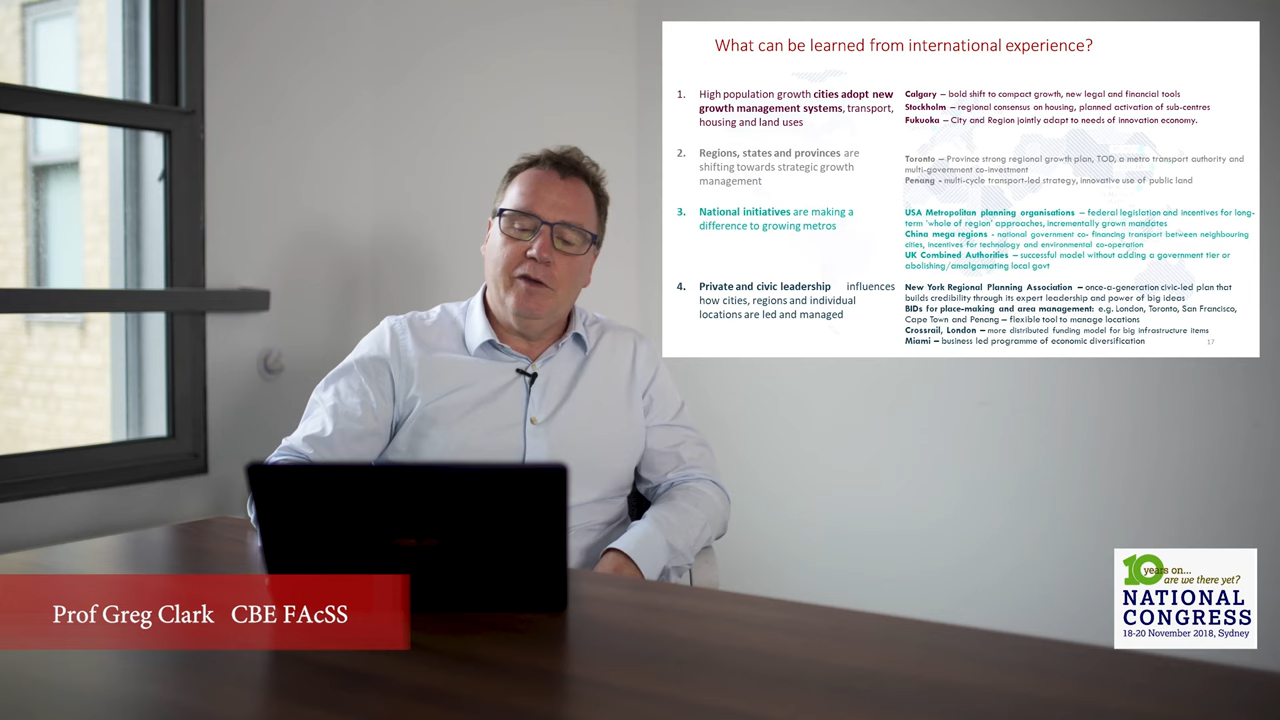 What can be learned from international experience?
1. High population growth cities adopt new
growth management systems, transport,
housing and land uses
Calgary – bold shift to compact growth, new legal and financial tools
Stockholm – regional consensus on housing, planned activation of sub-centres
Fukuoka – City and Region jointly adapt to needs of innovation economy.
2. Regions, states and provinces are
shifting towards strategic growth
management
Toronto – Province strong regional growth plan, TOD, a metro transport authority and
multi-government co-investment
Penang - multi-cycle transport-led strategy, innovative use of public land
3. National initiatives are making a
difference to growing metros
USA Metropolitan planning organisations – federal legislation and incentives for long-
term 'whole of region' approaches, incrementally grown mandates
China mega regions - national government co- financing transport between neighbouring
cities, incentives for technology and environmental co-operation
UK Combined Authorities – successful model without adding a government tier or
abolishing/amalgamating local govt
4. Private and civic leadership influences
how cities, regions and individual
locations are led and managed
New York Regional Planning Association – once-a-generation civic-led plan that
builds credibility through its expert leadership and power of big ideas
BIDs for place-making and area management: e.g. London, Toronto, San Francisco,
Cape Town and Penang – flexible tool to manage locations
Crossrail, London – more distributed funding model for big infrastructure items
Miami – business led programme of economic diversification
17
Prof Greg Clark CBE FAcSS
10 years on...
are we there yet?
NATIONAL
CONGRESS
18-20 November 2018, Sydney